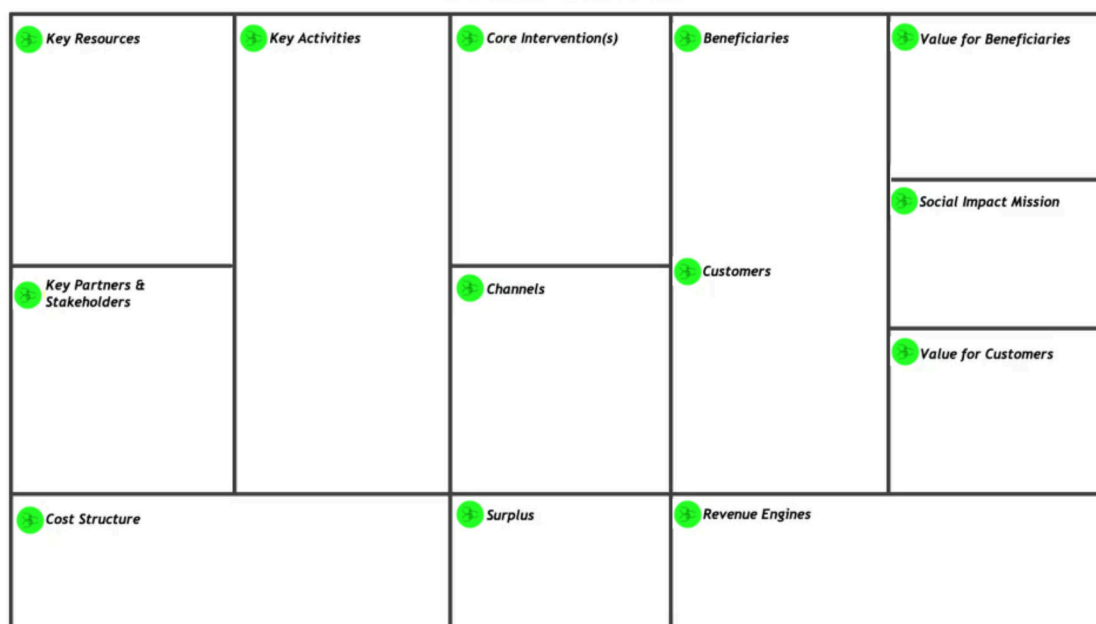 Key Resources
Key Activities
Core Intervention(s)
Beneficiaries
Value for Beneficiaries
Social Impact Mission
Key Partners &
Stakeholders
Channels
Customers
Value for Customers
Cost Structure
Surplus
Revenue Engines